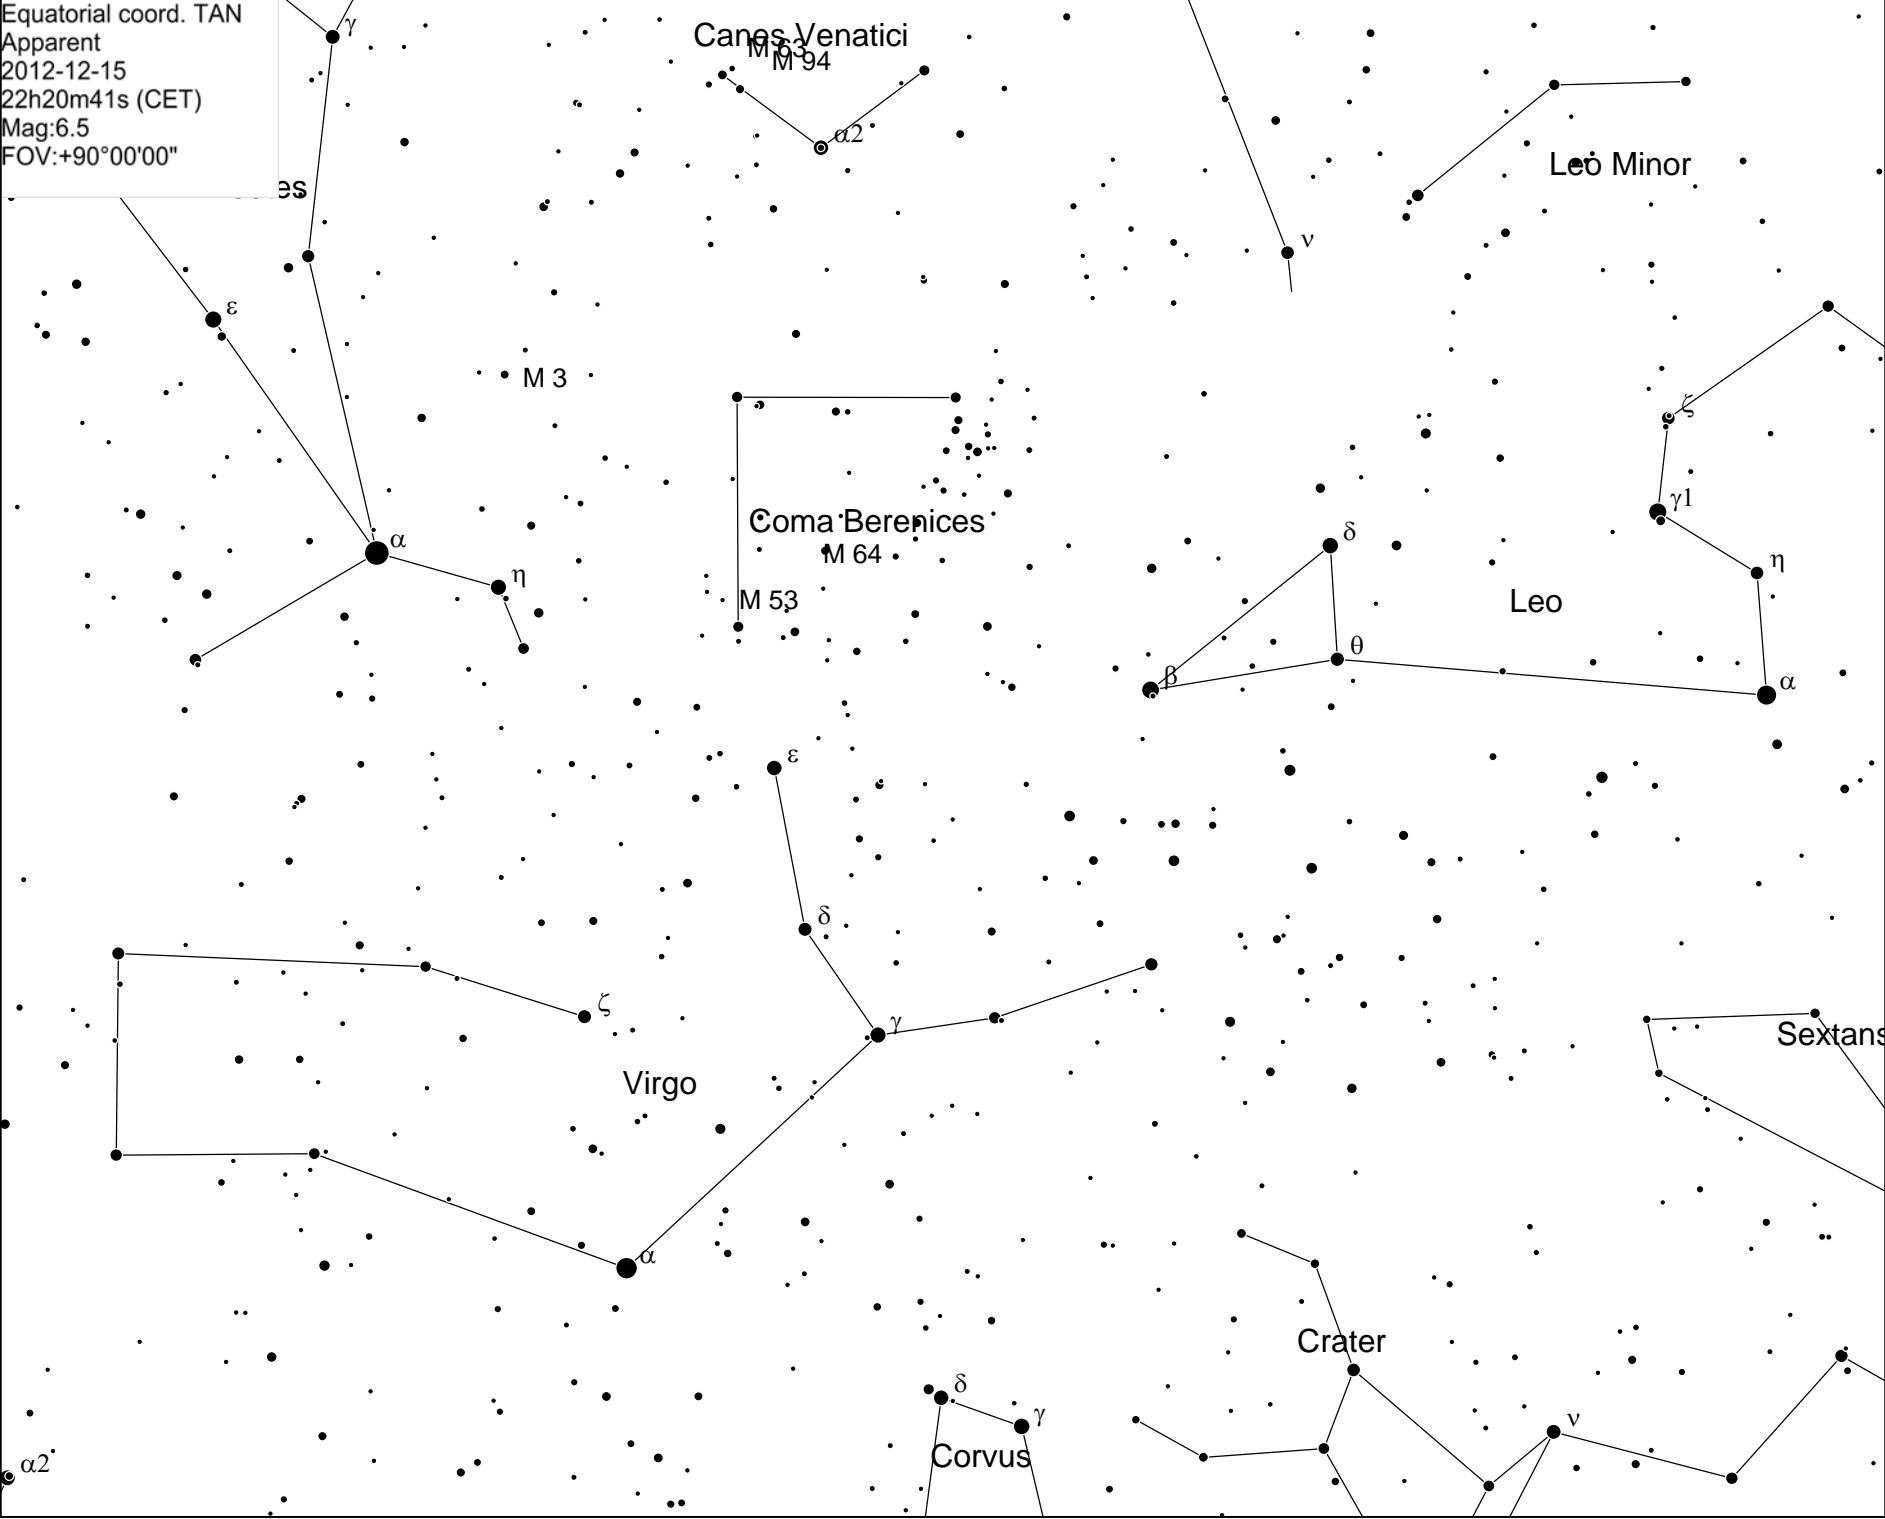 Equatorial coord. TAN
Apparent
2012-12-15
22h20m41s (CET)
Mag:6.5
FOV:+90°00'00"
γ
Canes Venatici
M 63
M 94
α2
Leo Minor
ν
ε
M 3
ζ
γ1
Coma Berenices
M 64
δ
α
η
η
M 53
Leo
θ
β
α
ε
δ
ζ
γ
Sextans
Virgo
α
Crater
δ
γ
ν
Corvus
α2